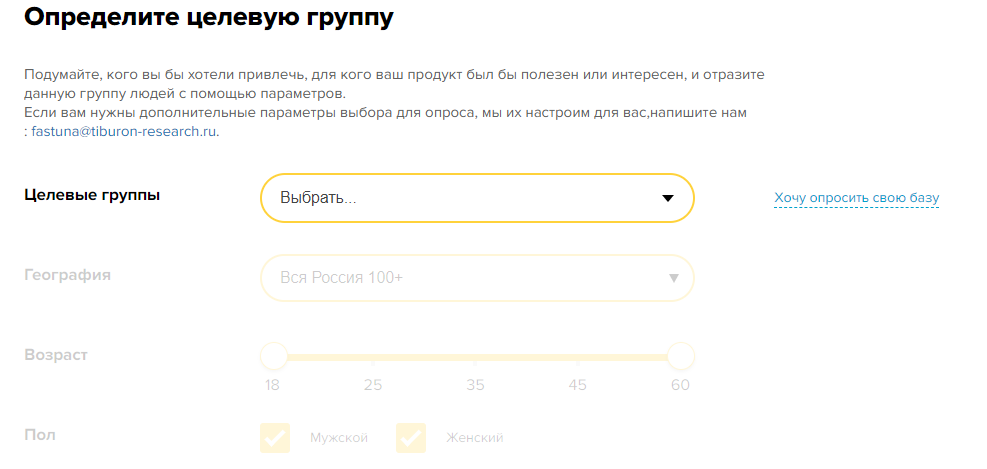 Определите целевую группу
Подумайте, кого вы бы хотели привлечь, для кого ваш продукт был бы полезен или интересен, и отразите
данную группу людей с помощью параметров.
Если вам нужны дополнительные параметры выбора для опроса, мы их настроим для вас,напишите нам
: fastuna@tiburon-research.ru.
Целевые группы
Выбрать...
Хочу опросить свою базу
География
Вся Россия 100+
Возраст
18 25 35 45 60
Пол
Мужской Женский